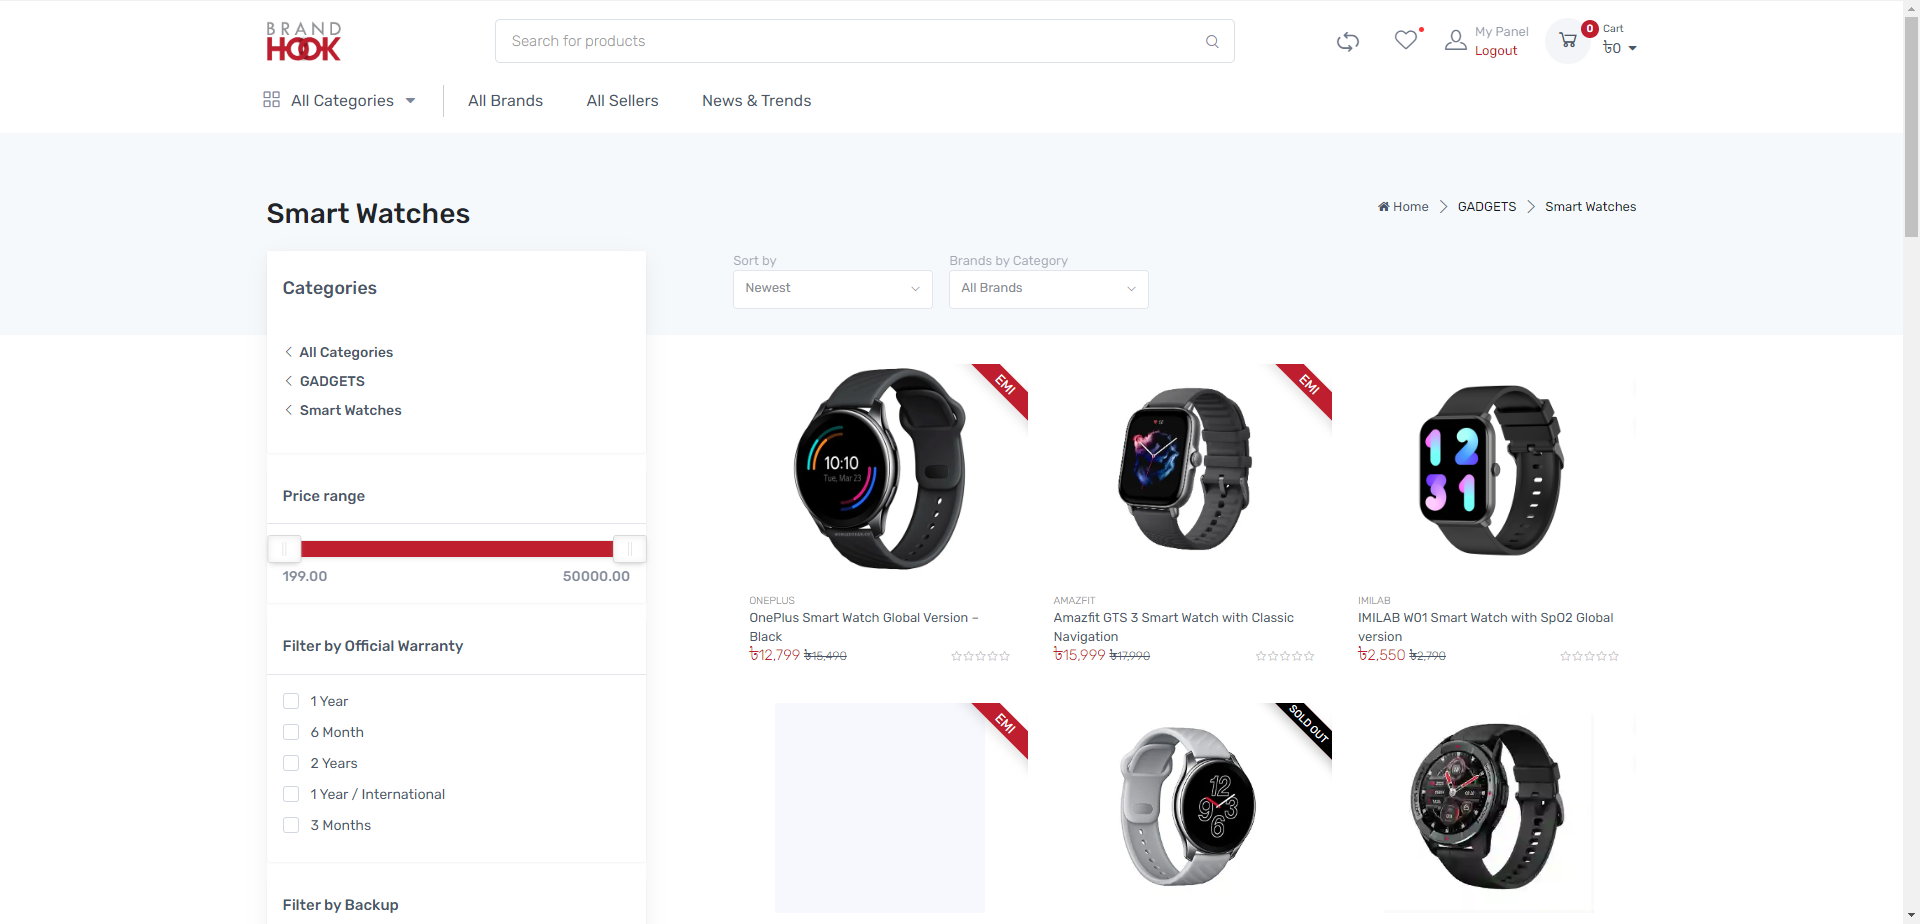 BRAND
HOOK
Search for products
My Panel
Logout
0
Cart
৳0
All Categories
All Brands
All Sellers
News & Trends
Smart Watches
Home
GADGETS
Smart Watches
Categories
All Categories
GADGETS
Smart Watches
Price range
199.00
50000.00
Filter by Official Warranty
1 Year
6 Month
2 Years
1 Year / International
3 Months
Filter by Backup
Sort by
Newest
Brands by Category
All Brands
EMI
10:10
Tue, Mar 23
ONEPLUS
OnePlus Smart Watch Global Version –
Black
৳12,799 ৳15,490
EMI
AMAZFIT
Amazfit GTS 3 Smart Watch with Classic
Navigation
৳15,999 ৳17,990
12
31
IMILAB
IMILAB W01 Smart Watch with SpO2 Global
version
৳2,550 ৳2,790
EMI
SOLD OUT
12
9 3
6